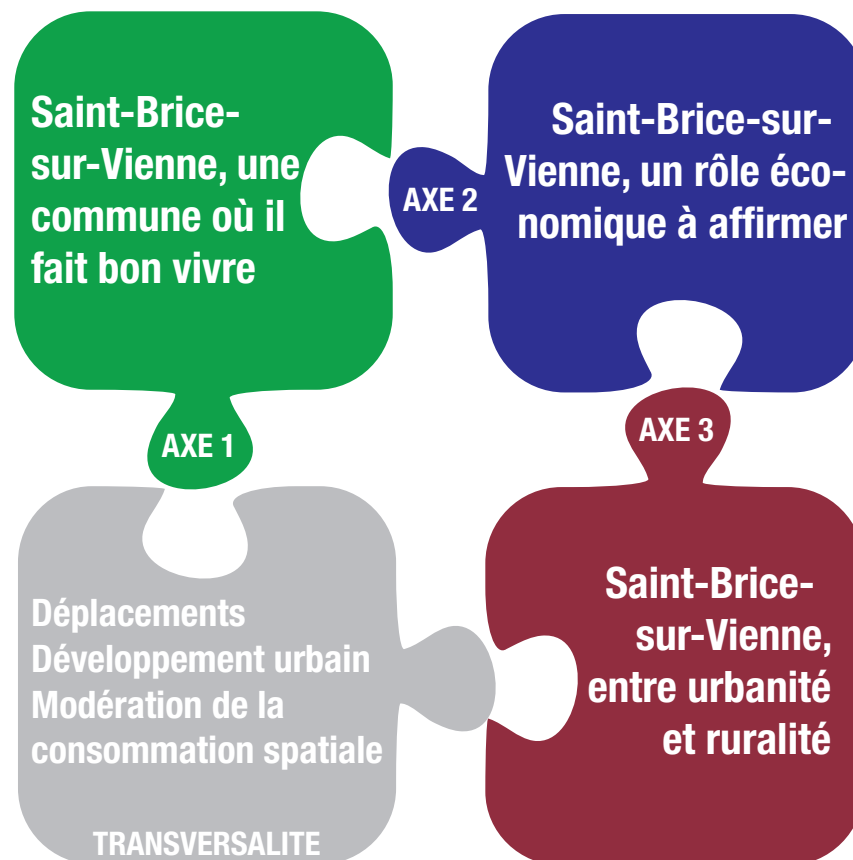 Saint-Brice-
sur-Vienne, une
commune où il
fait bon vivre
AXE 1
AXE 2
Saint-Brice-sur-
Vienne, un rôle éco-
nomique à affirmer
AXE 3
Saint-Brice-
sur-Vienne,
entre urbanité
et ruralité
Déplacements
Développement urbain
Modération de la
consommation spatiale
TRANSVERSALITE